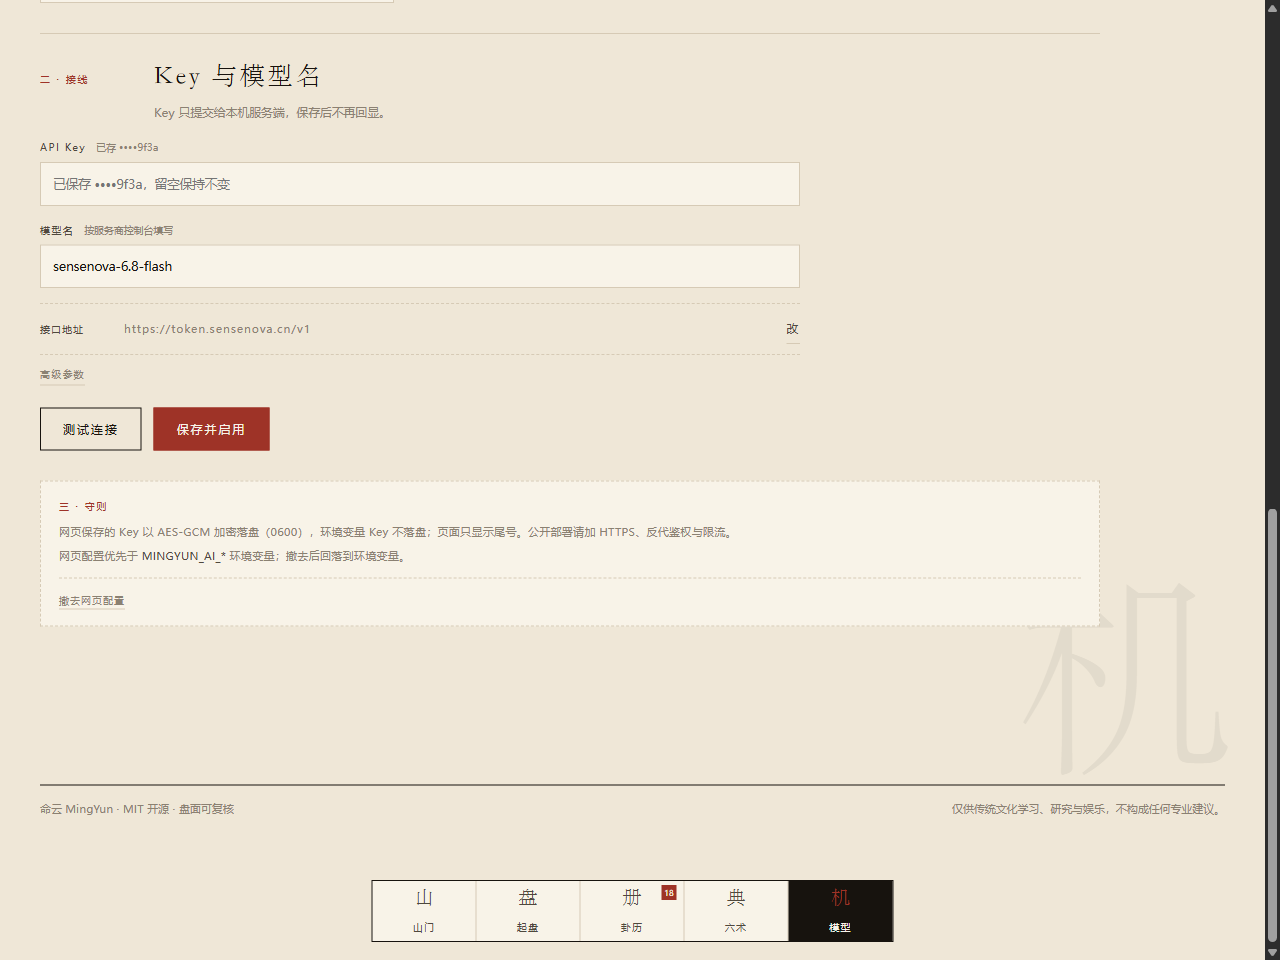 二 · 接线
Key 与模型名
Key 只提交给本机服务端，保存后不再回显。
API Key 已存 ••••9f3a
已保存 ••••9f3a，留空保持不变
模型名 按服务商控制台填写
sensenova-6.8-flash
接口地址 https://token.sensenova.cn/v1 改
高级参数
测试连接 保存并启用
三 · 守则
网页保存的 Key 以 AES-GCM 加密落盘（0600），环境变量 Key 不落盘；页面只显示尾号。公开部署请加 HTTPS、反代鉴权与限流。
网页配置优先于 MINGYUN_AI_* 环境变量；撤去后回落到环境变量。
撤去网页配置
机
命云 MingYun · MIT 开源 · 盘面可复核
仅供传统文化学习、研究与娱乐，不构成任何专业建议。
山 盘 册 18 典 机
山门 起盘 卦历 六术 模型